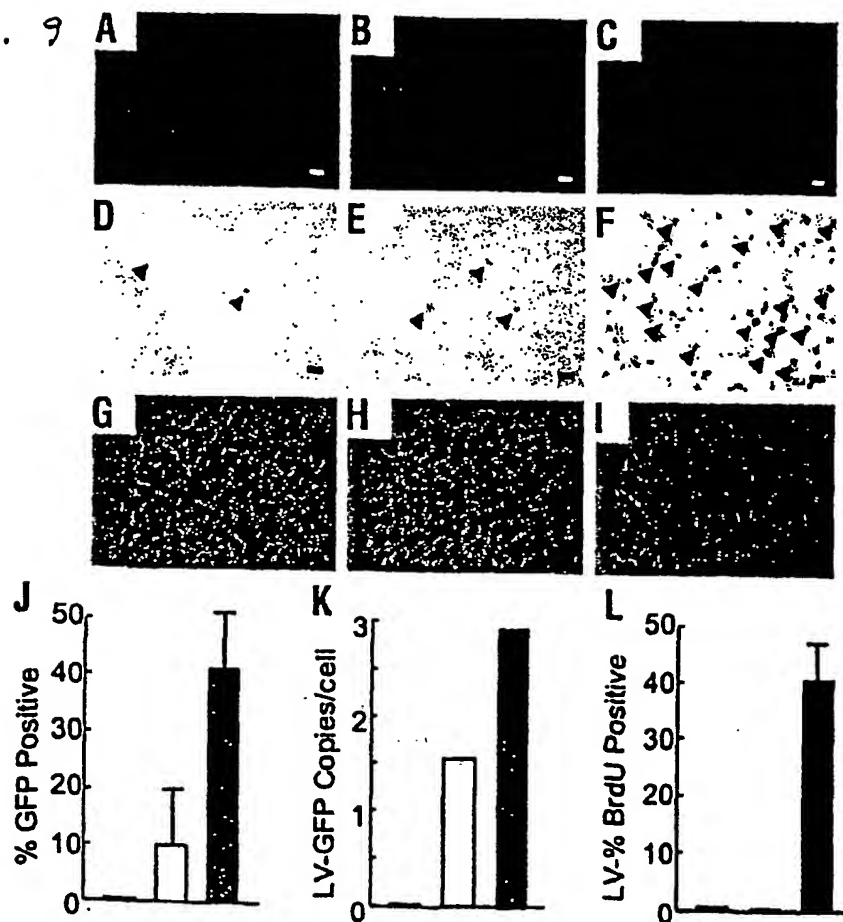 . 9 A B C
D E F
G H I
J K L
50
40
30
20
10
0
% GFP Positive
3
2
1
0
LV-GFP Copies/cell
50
40
30
20
10
0
LV-% BrdU Positive